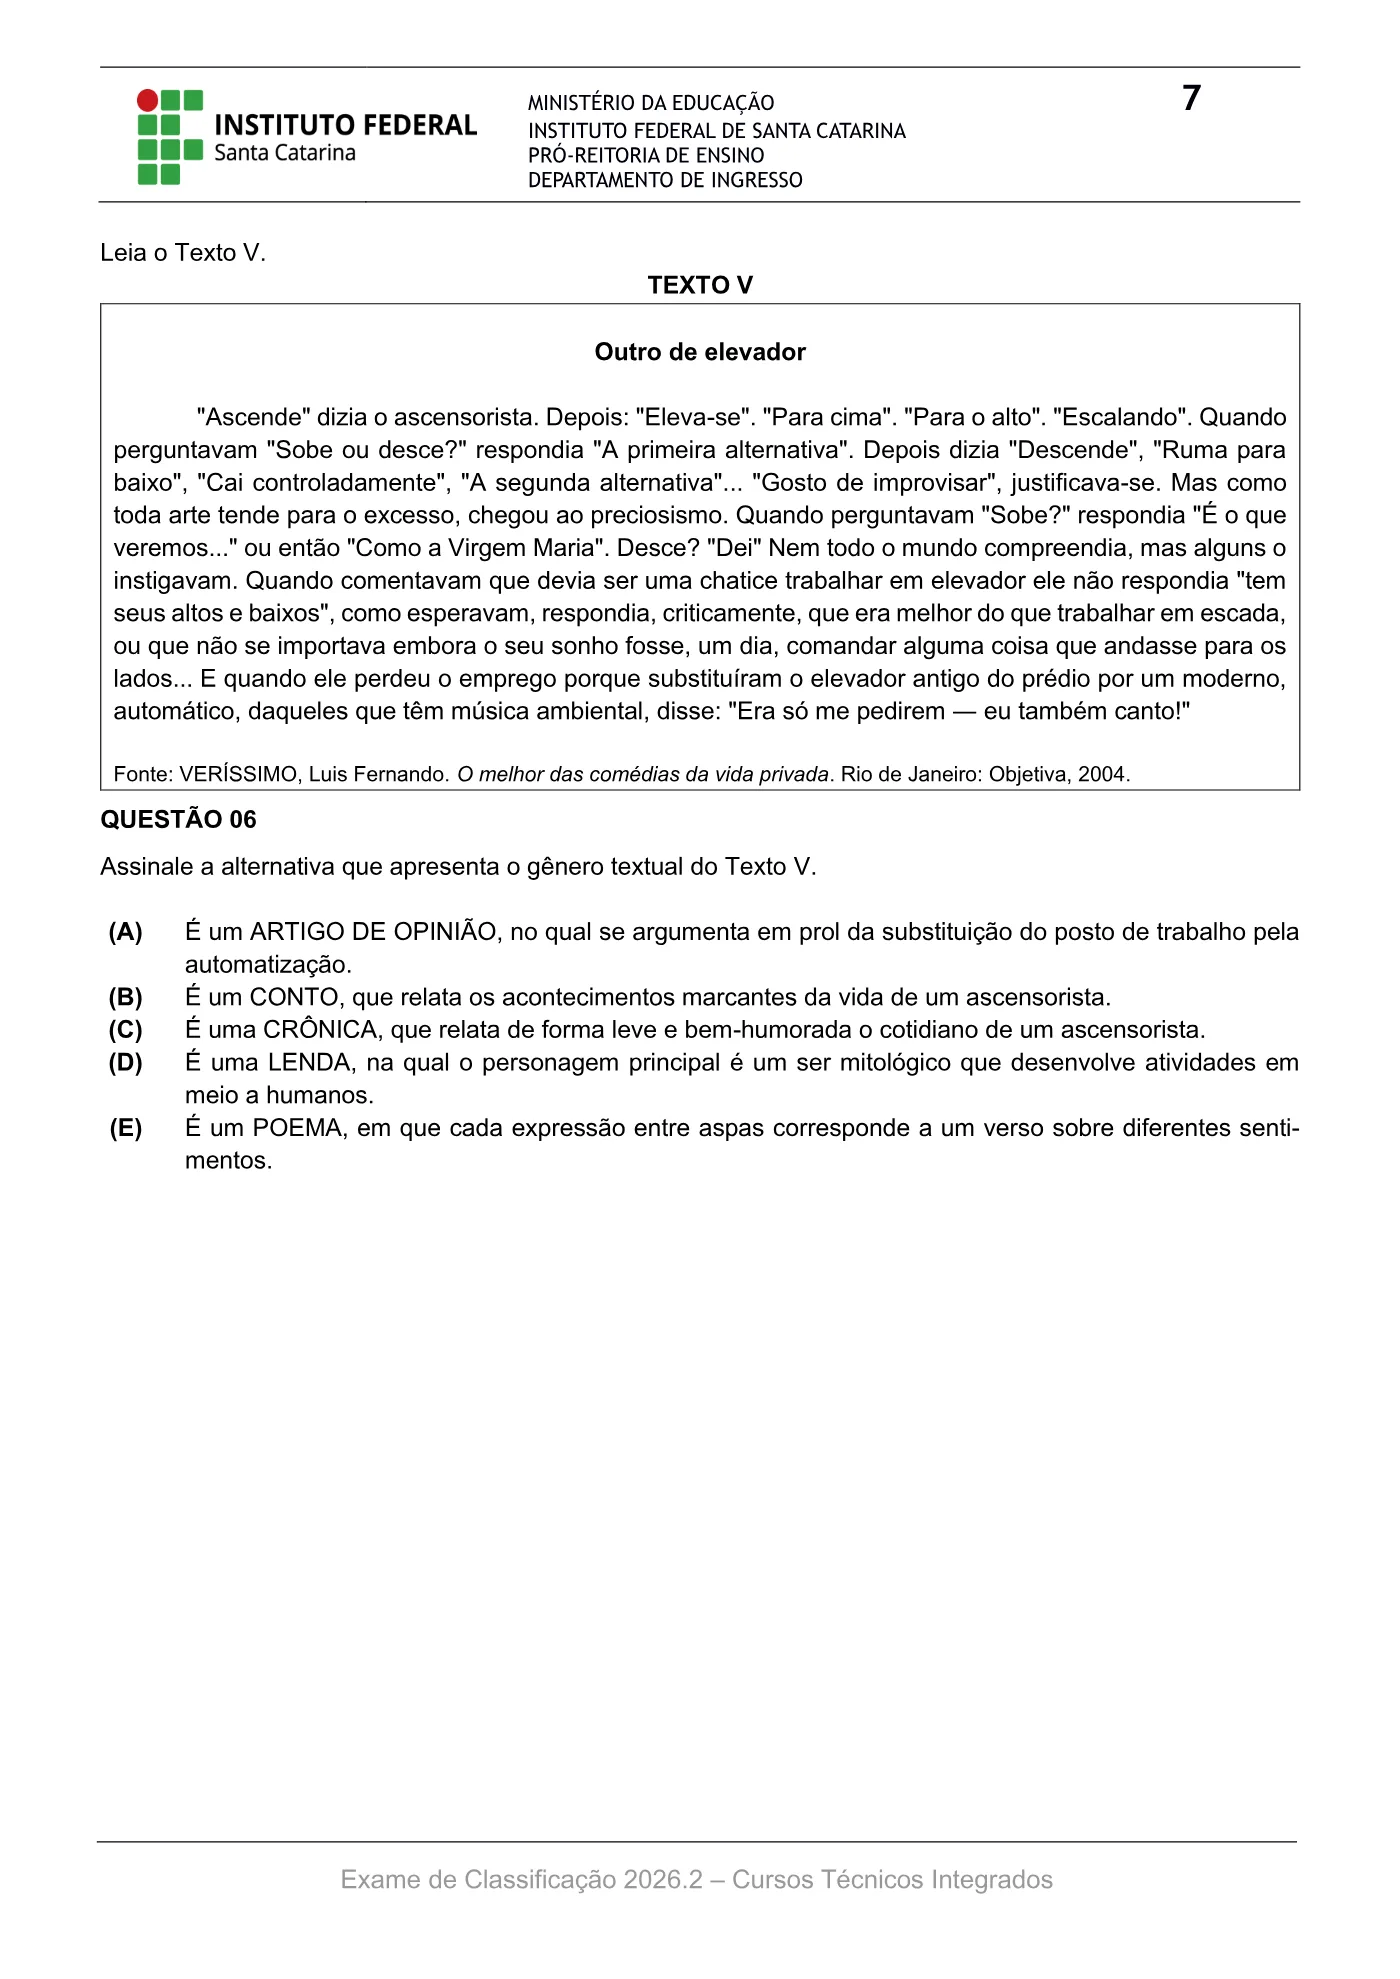 INSTITUTO FEDERAL
Santa Catarina
MINISTÉRIO DA EDUCAÇÃO
INSTITUTO FEDERAL DE SANTA CATARINA
PRÓ-REITORIA DE ENSINO
DEPARTAMENTO DE INGRESSO
7
Leia o Texto V.
TEXTO V
Outro de elevador
"Ascende" dizia o ascensorista. Depois: "Eleva-se". "Para cima". "Para o alto". "Escalando". Quando
perguntavam "Sobe ou desce?" respondia "A primeira alternativa". Depois dizia "Descende", "Ruma para
baixo", "Cai controladamente", "A segunda alternativa"... "Gosto de improvisar", justificava-se. Mas como
toda arte tende para o excesso, chegou ao preciosismo. Quando perguntavam "Sobe?" respondia "É o que
veremos..." ou então "Como a Virgem Maria". Desce? "Dei" Nem todo o mundo compreendia, mas alguns o
instigavam. Quando comentavam que devia ser uma chatice trabalhar em elevador ele não respondia "tem
seus altos e baixos", como esperavam, respondia, criticamente, que era melhor do que trabalhar em escada,
ou que não se importava embora o seu sonho fosse, um dia, comandar alguma coisa que andasse para os
lados... E quando ele perdeu o emprego porque substituíram o elevador antigo do prédio por um moderno,
automático, daqueles que têm música ambiental, disse: "Era só me pedirem — eu também canto!"
Fonte: VERÍSSIMO, Luis Fernando. O melhor das comédias da vida privada. Rio de Janeiro: Objetiva, 2004.
QUESTÃO 06
Assinale a alternativa que apresenta o gênero textual do Texto V.
(A) É um ARTIGO DE OPINIÃO, no qual se argumenta em prol da substituição do posto de trabalho pela
automatização.
(B) É um CONTO, que relata os acontecimentos marcantes da vida de um ascensorista.
(C) É uma CRÔNICA, que relata de forma leve e bem-humorada o cotidiano de um ascensorista.
(D) É uma LENDA, na qual o personagem principal é um ser mitológico que desenvolve atividades em
meio a humanos.
(E) É um POEMA, em que cada expressão entre aspas corresponde a um verso sobre diferentes senti-
mentos.
Exame de Classificação 2026.2 – Cursos Técnicos Integrados